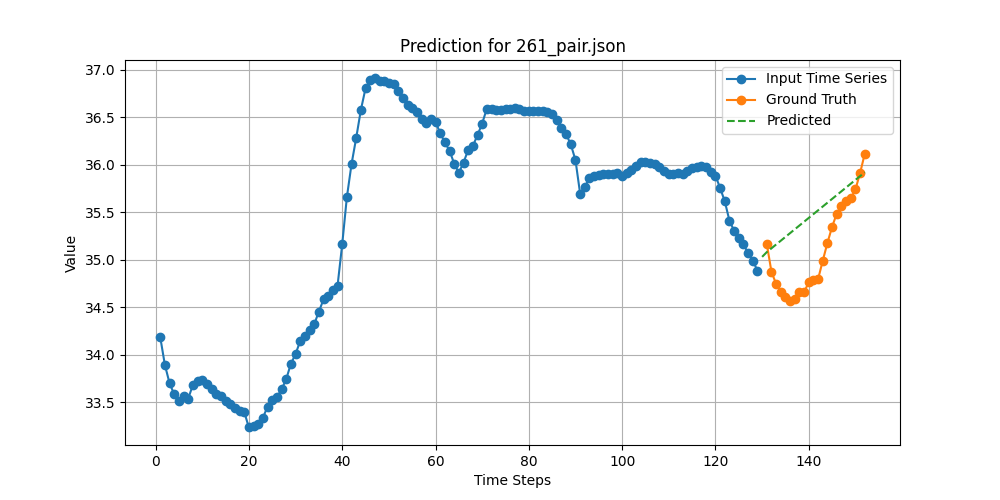 Prediction for 261_pair.json
Input Time Series
Ground Truth
Predicted
Value
37.0
36.5
36.0
35.5
35.0
34.5
34.0
33.5
0 20 40 60 80 100 120 140
Time Steps